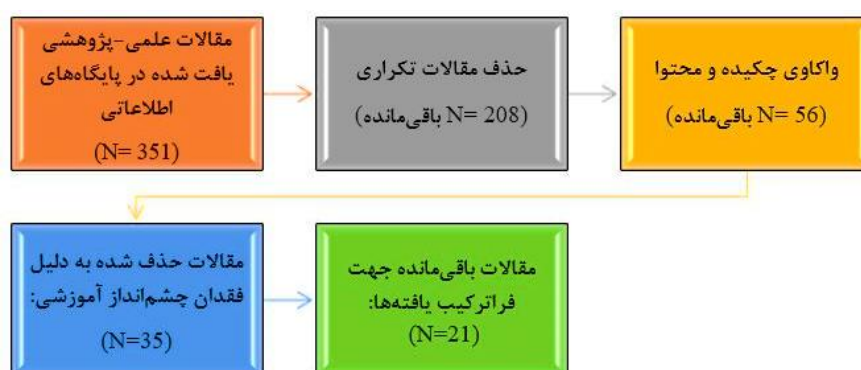 مقالات علمی-پژوهشی
یافت شده در پایگاه‌های
اطلاعاتی
(N= 351)
حذف مقالات تکراری
(N= 208 باقی‌مانده)
واکاوی چکیده و محتوا
(N= 56 باقی‌مانده)
مقالات حذف شده به دلیل
فقدان چشم‌انداز آموزشی:
(N=35)
مقالات باقی‌مانده جهت
فراترکیب یافته‌ها:
(N=21)